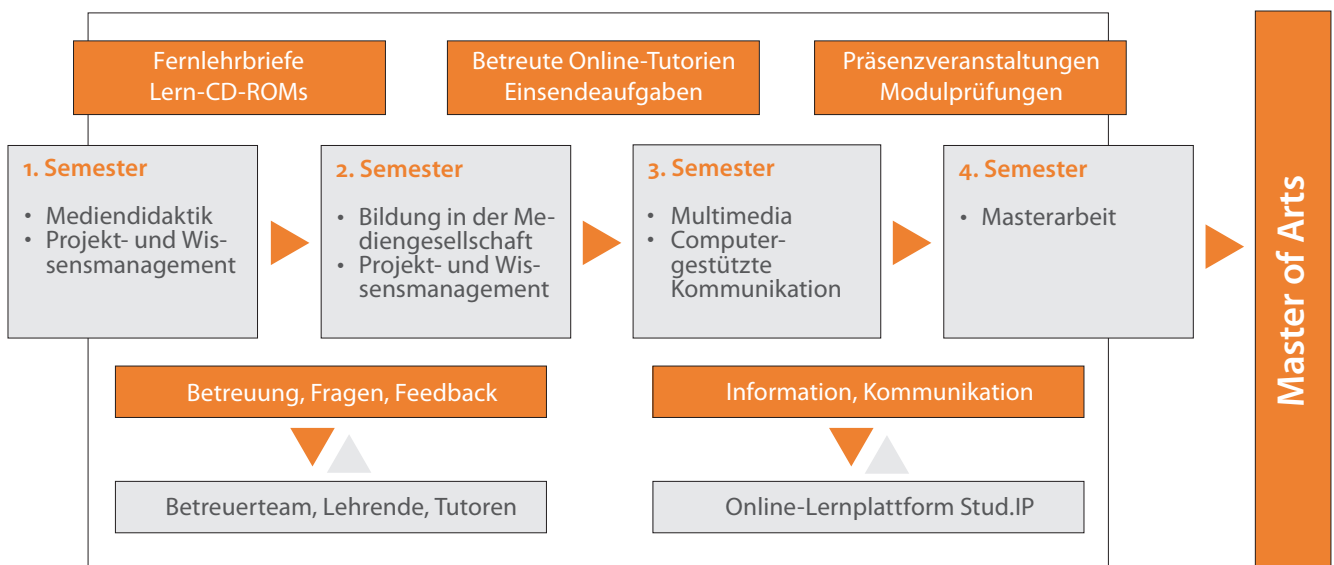 Fernlehrbriefe
Lern-CD-ROMs
Betreute Online-Tutorien
Einsendeaufgaben
Präsenzveranstaltungen
Modulprüfungen
1. Semester
• Mediendidaktik
• Projekt- und Wis-
sensmanagement
2. Semester
• Bildung in der Me-
diengesellschaft
• Projekt- und Wis-
sensmanagement
3. Semester
• Multimedia
• Computer-
gestützte
Kommunikation
4. Semester
• Masterarbeit
Master of Arts
Betreuung, Fragen, Feedback
Information, Kommunikation
Betreuerteam, Lehrende, Tutoren
Online-Lernplattform Stud.IP